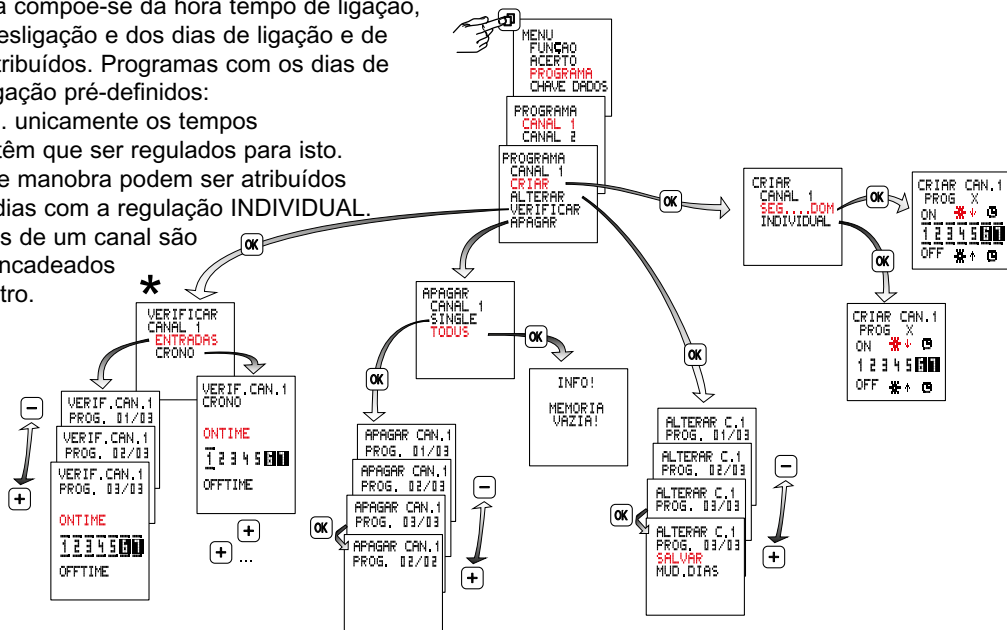 a compõe-se da hora tempo de ligação,
esligação e dos dias de ligação e de
tribuídos. Programas com os dias de
gação pré-definidos:
. unicamente os tempos
têm que ser regulados para isto.
e manobra podem ser atribuídos
dias com a regulação INDIVIDUAL.
s de um canal são
ncadeados
tro.
MENU
FUNÇAO
ACERTO
PROGRAMA
CHAVE DADOS
PROGRAMA
CANAL 1
CANAL 2
PROGRAMA
CANAL 1
CRIAR
ALTERAR
VERIFICAR
APAGAR
OK
OK
CRIAR
CANAL 1
SEG....DOM
INDIVIDUAL
OK
OK
CRIAR CAN.1
PROG X
ON
1 2 3 4 5 6 7
OFF
CRIAR CAN.1
PROG X
ON
1 2 3 4 5 6 7
OFF
*
VERIFICAR
CANAL 1
ENTRADAS
CRONO
VERIF.CAN.1
PROG. 01/03
VERIF.CAN.1
PROG. 02/03
VERIF.CAN.1
PROG. 03/03
ONTIME
1 2 3 4 5 6 7
OFFTIME
−
+
VERIF.CAN.1
CRONO
ONTIME
1 2 3 4 5 6 7
OFFTIME
+
+ ...
APAGAR
CANAL 1
SINGLE
TODUS
OK
OK
INFO!
MEMORIA
VAZIA!
APAGAR CAN.1
PROG. 01/03
APAGAR CAN.1
PROG. 02/03
APAGAR CAN.1
PROG. 03/03
OK
APAGAR CAN.1
PROG. 02/02
−
+
OK
ALTERAR C.1
PROG. 01/03
ALTERAR C.1
PROG. 02/03
ALTERAR C.1
PROG. 03/03
OK
ALTERAR C.1
PROG. 03/03
SALVAR
MUD.DIAS
−
+